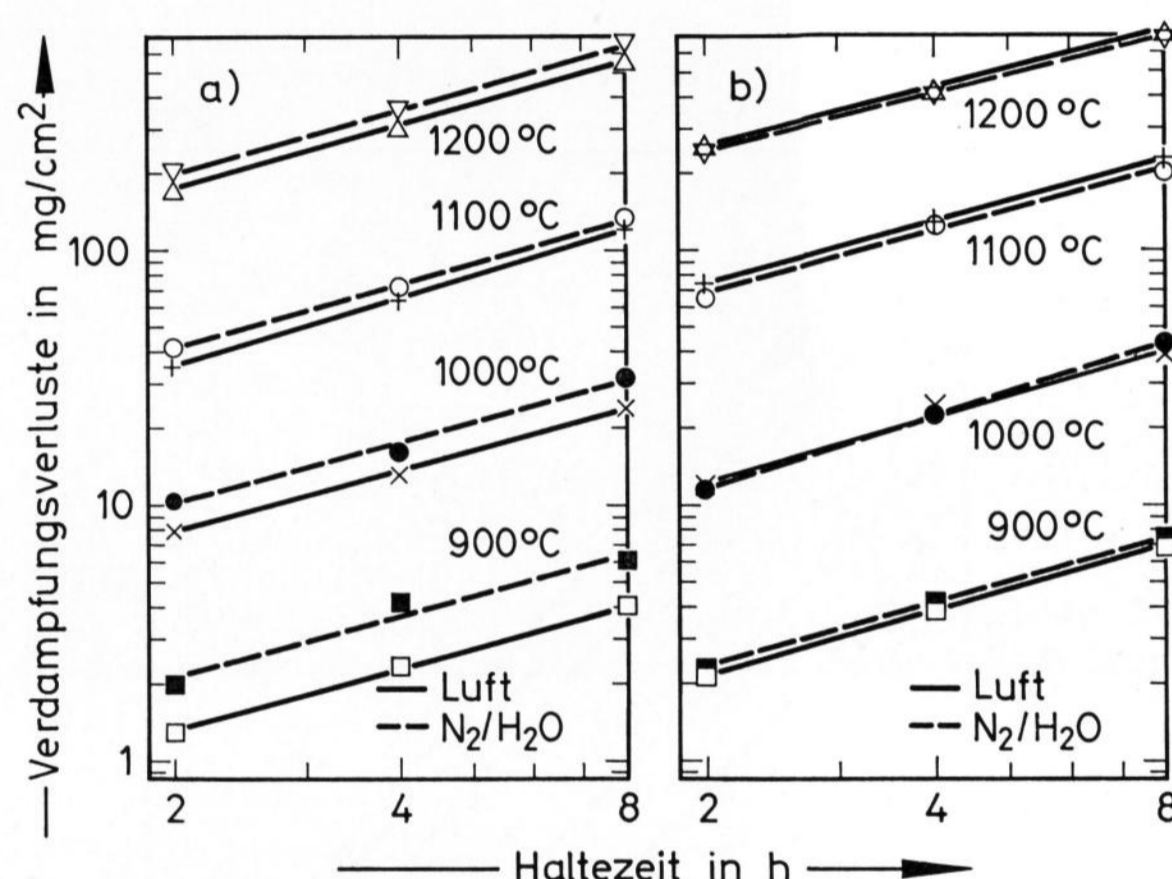 Verdampfungsverluste in mg/cm²
100
10
1
a)
1200 °C
1100 °C
1000°C
900°C
Luft
N₂/H₂O
2 4 8
b)
1200 °C
1100 °C
1000 °C
900°C
Luft
N₂/H₂O
2 4 8
Haltezeit in h